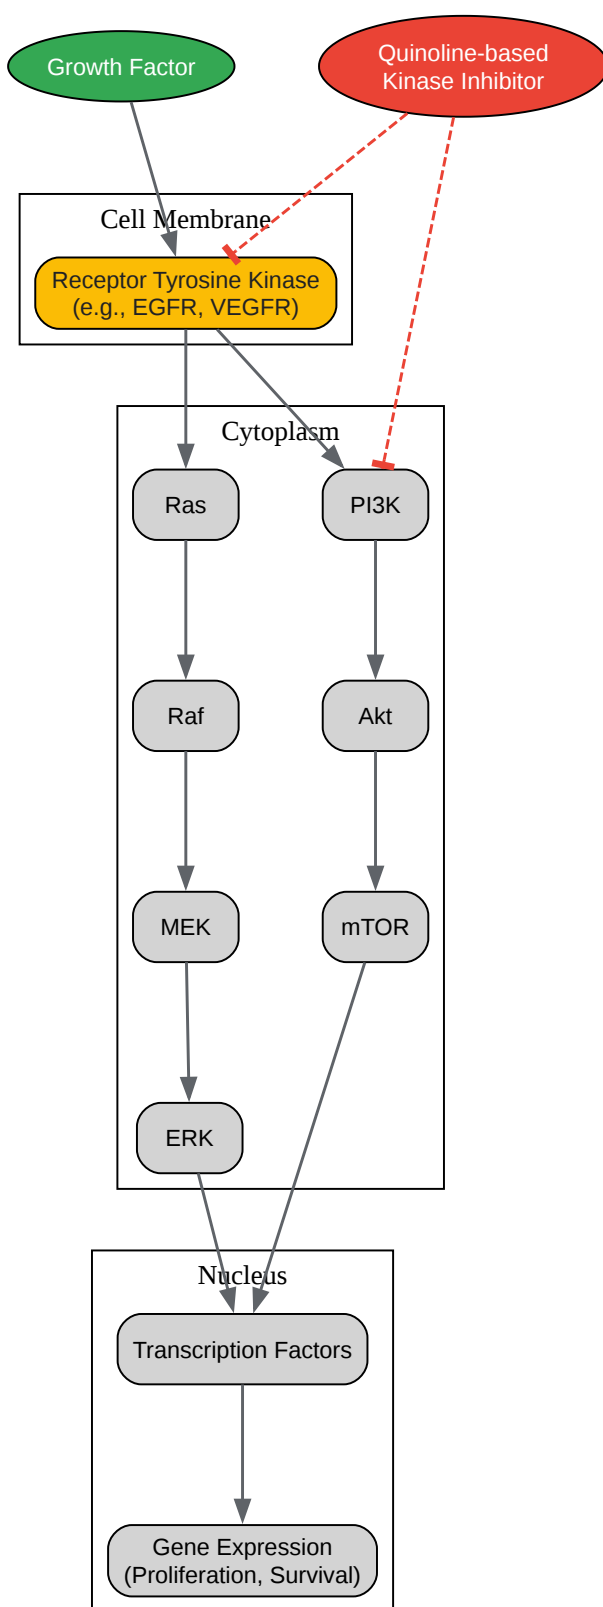 Growth Factor
Quinoline-based
Kinase Inhibitor
Cell Membrane
Receptor Tyrosine Kinase
(e.g., EGFR, VEGFR)
Cytoplasm
Ras
PI3K
Raf
Akt
MEK
mTOR
ERK
Nucleus
Transcription Factors
Gene Expression
(Proliferation, Survival)